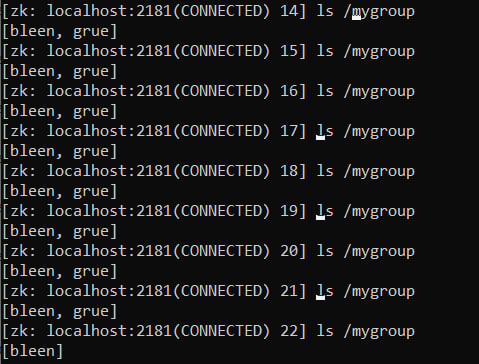 [zk: localhost:2181(CONNECTED) 14] ls /mygroup
[bleen, grue]
[zk: localhost:2181(CONNECTED) 15] ls /mygroup
[bleen, grue]
[zk: localhost:2181(CONNECTED) 16] ls /mygroup
[bleen, grue]
[zk: localhost:2181(CONNECTED) 17] ls /mygroup
[bleen, grue]
[zk: localhost:2181(CONNECTED) 18] ls /mygroup
[bleen, grue]
[zk: localhost:2181(CONNECTED) 19] ls /mygroup
[bleen, grue]
[zk: localhost:2181(CONNECTED) 20] ls /mygroup
[bleen, grue]
[zk: localhost:2181(CONNECTED) 21] ls /mygroup
[bleen, grue]
[zk: localhost:2181(CONNECTED) 22] ls /mygroup
[bleen]